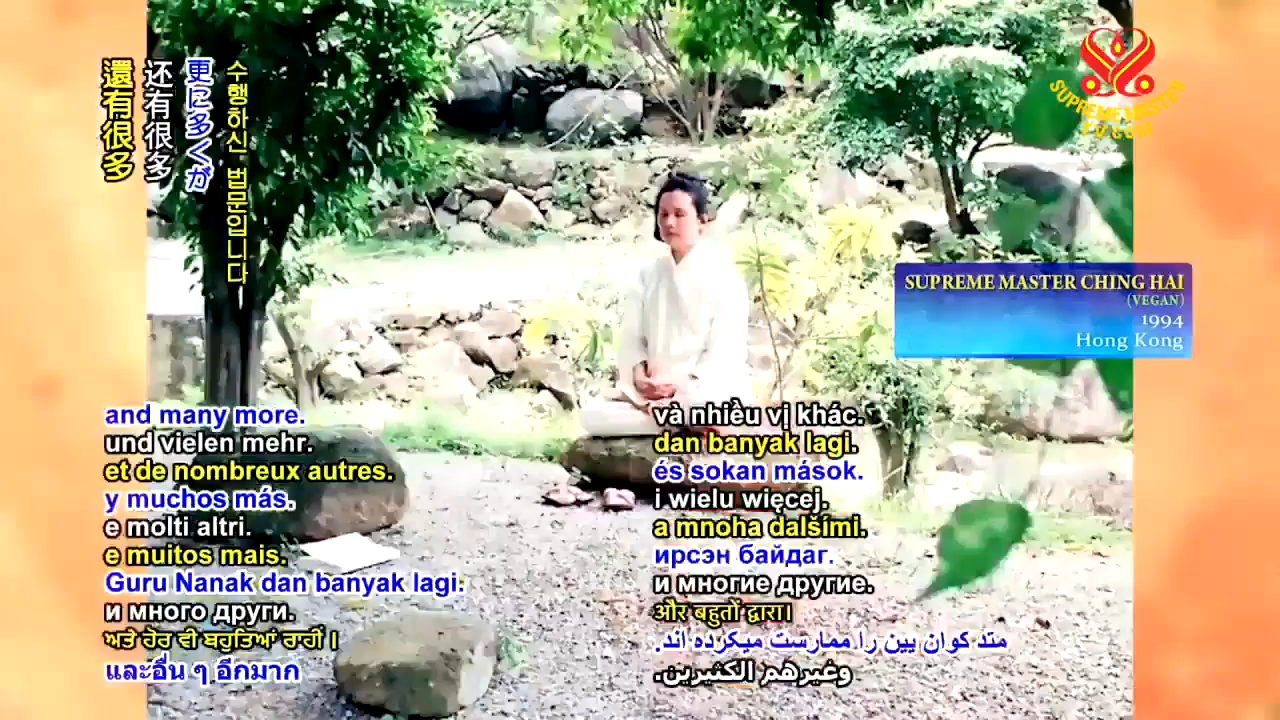 還有很多
还有很多
更に多くが
수행하신 법문입니다
SUPREME MASTER
TV.COM
SUPREME MASTER CHING HAI
(VEGAN)
1994
Hong Kong
and many more.
und vielen mehr.
et de nombreux autres.
y muchos más.
e molti altri.
e muitos mais.
Guru Nanak dan banyak lagi.
и много други.
ਅਤੇ ਹੋਰ ਵੀ ਬਹੁਤਿਆਂ ਰਾਹੀਂ।
และอื่น ๆ อีกมาก
và nhiều vị khác.
dan banyak lagi.
és sokan mások.
i wielu więcej.
a mnoha dalšími.
ирсэн байдаг.
и многие другие.
और बहुतों द्वारा।
متد کوان یین را ممارست میکرده اند.
وغيرهم الكثيرين.